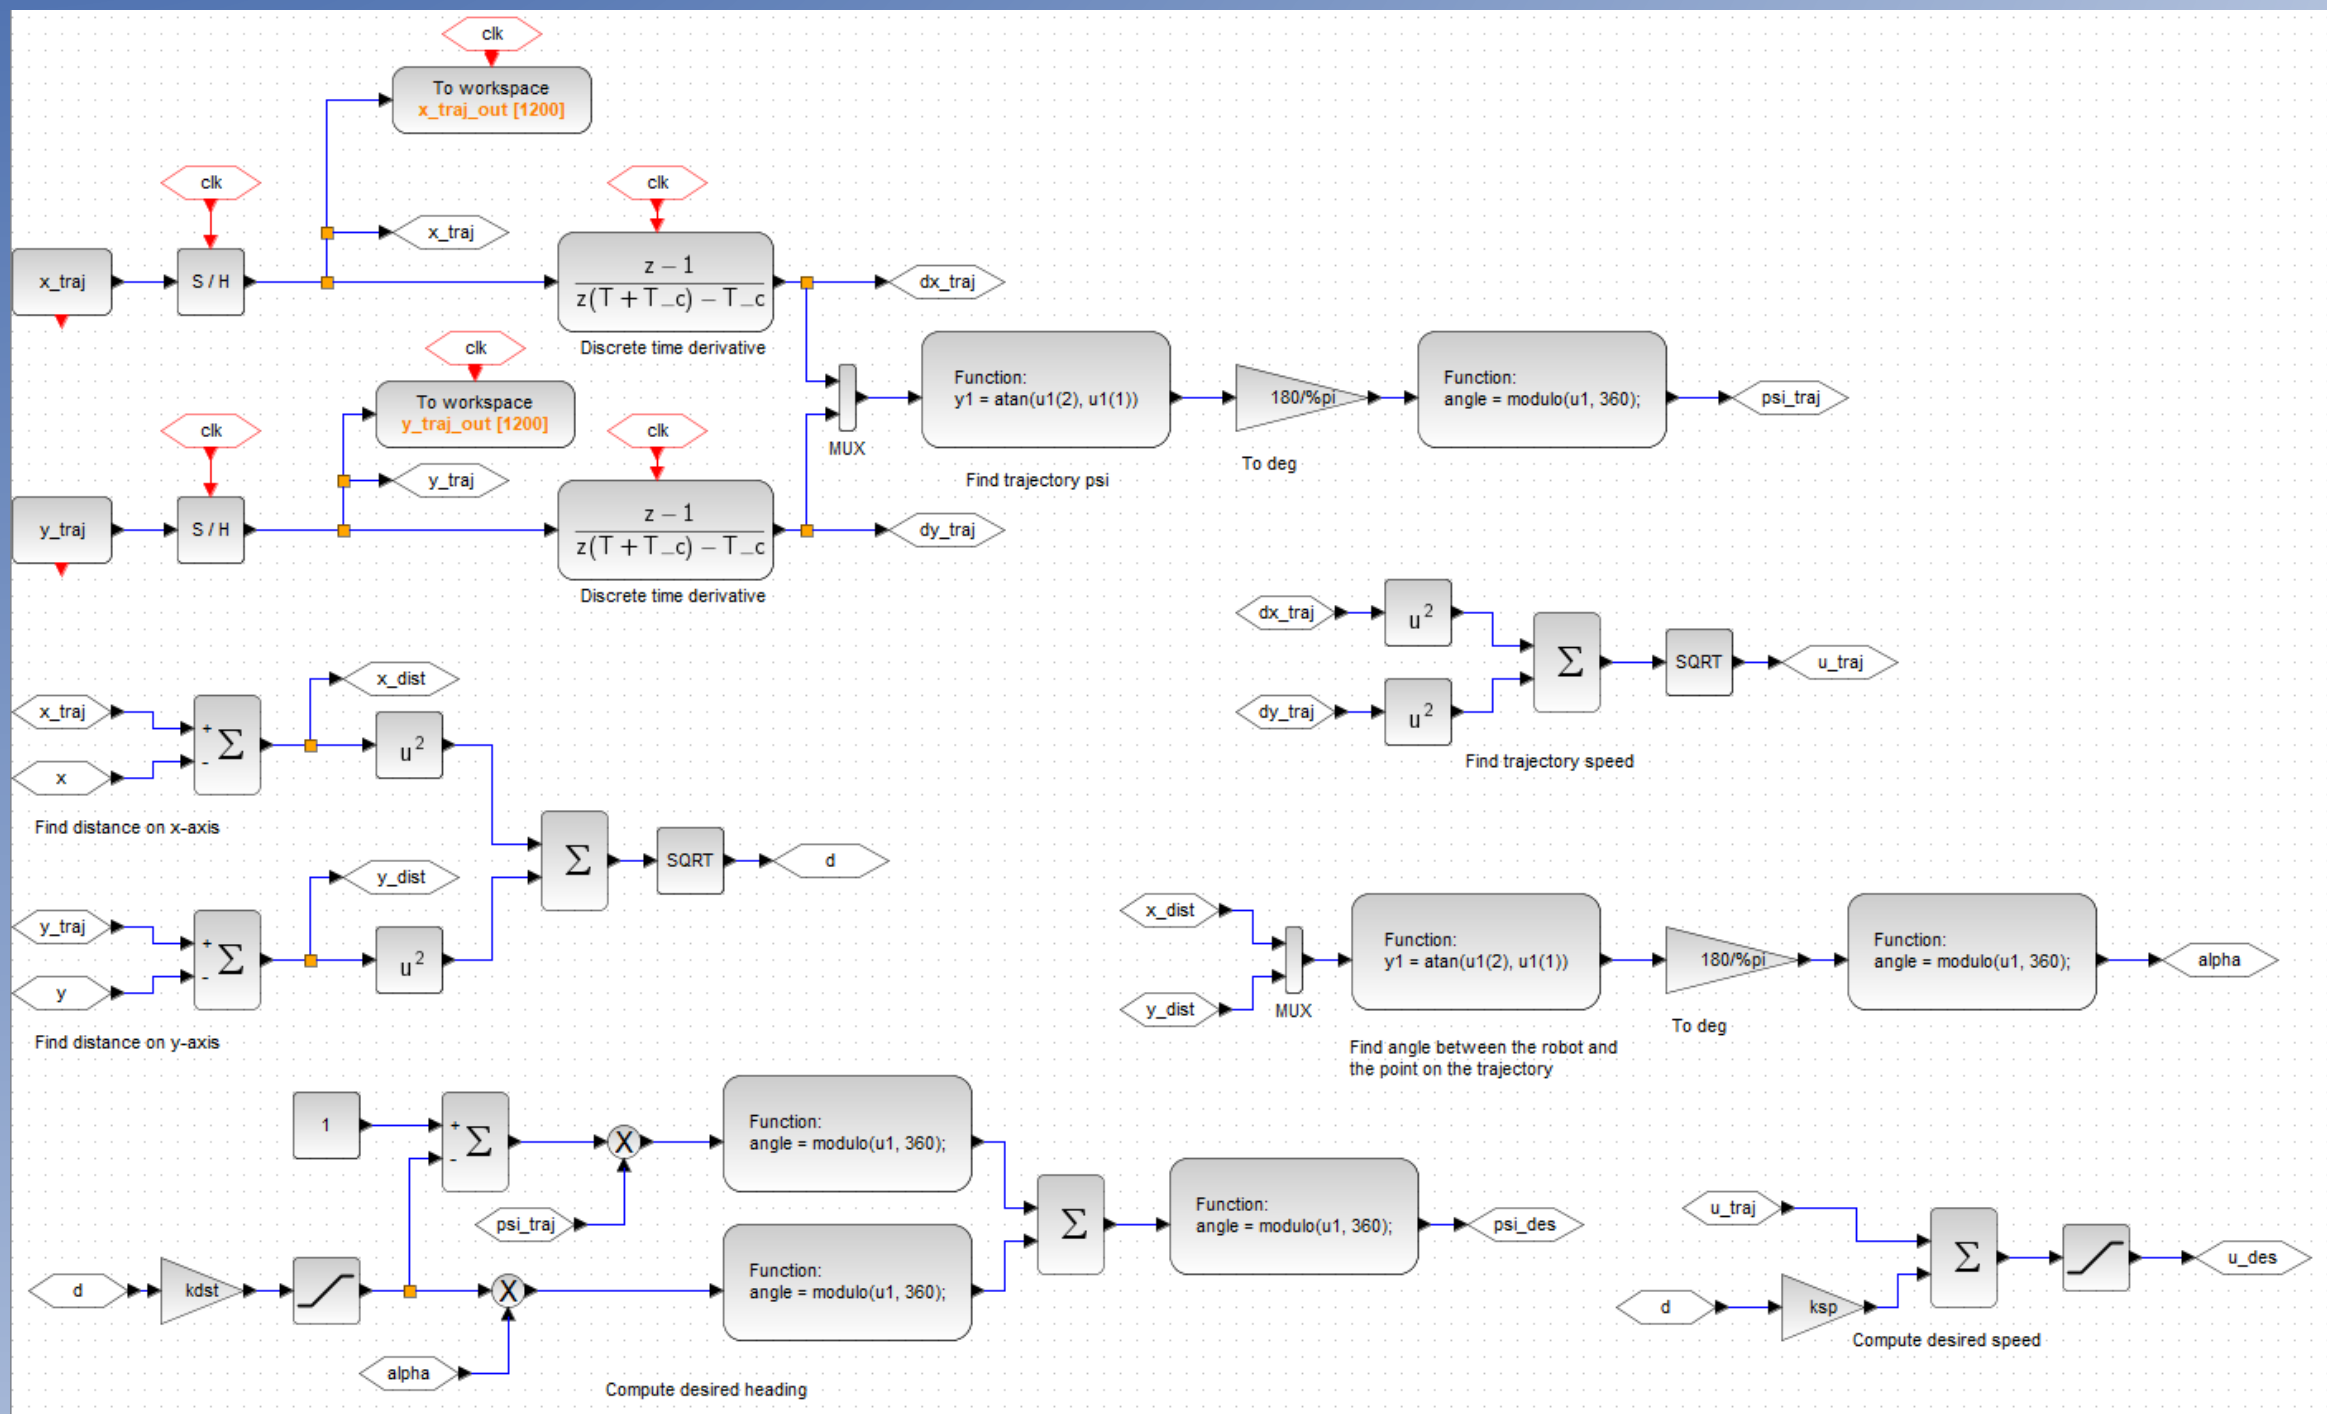 clk
To workspace
x_traj_out [1200]
clk
clk
x_traj
x_traj
S / H
z – 1
z(T + T_c) – T_c
dx_traj
Discrete time derivative
clk
To workspace
y_traj_out [1200]
Function:
y1 = atan(u1(2), u1(1))
180/%pi
Function:
angle = modulo(u1, 360);
psi_traj
MUX
To deg
Find trajectory psi
clk
clk
y_traj
y_traj
S / H
z – 1
z(T + T_c) – T_c
dy_traj
Discrete time derivative
dx_traj
u²
Σ
SQRT
u_traj
dy_traj
u²
Find trajectory speed
x_dist
x_traj
+
-
Σ
u²
x
Find distance on x-axis
Σ
SQRT
d
y_dist
y_traj
+
-
Σ
u²
y
Find distance on y-axis
x_dist
y_dist
MUX
Function:
y1 = atan(u1(2), u1(1))
180/%pi
Function:
angle = modulo(u1, 360);
alpha
To deg
Find angle between the robot and
the point on the trajectory
1
+
-
Σ
X
Function:
angle = modulo(u1, 360);
psi_traj
Σ
Function:
angle = modulo(u1, 360);
psi_des
d
kdst
X
Function:
angle = modulo(u1, 360);
alpha
Compute desired heading
u_traj
Σ
u_des
d
ksp
Compute desired speed